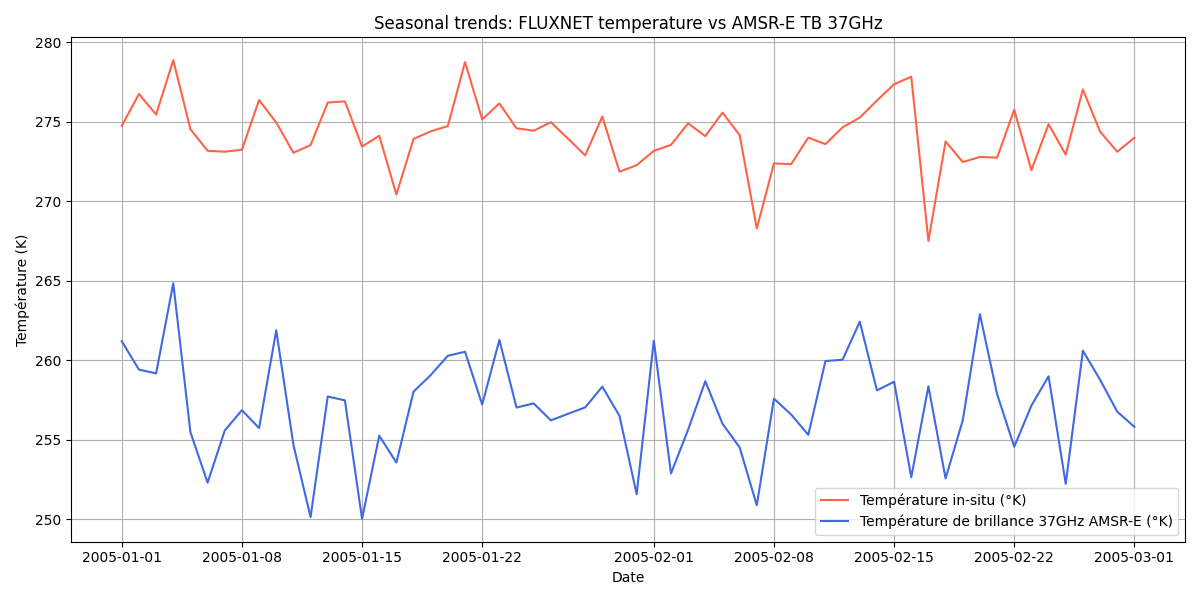 Seasonal trends: FLUXNET temperature vs AMSR-E TB 37GHz
280
275
270
265
260
255
250
Température (K)
Température in-situ (°K)
Température de brillance 37GHz AMSR-E (°K)
2005-01-01 2005-01-08 2005-01-15 2005-01-22 2005-02-01 2005-02-08 2005-02-15 2005-02-22 2005-03-01
Date